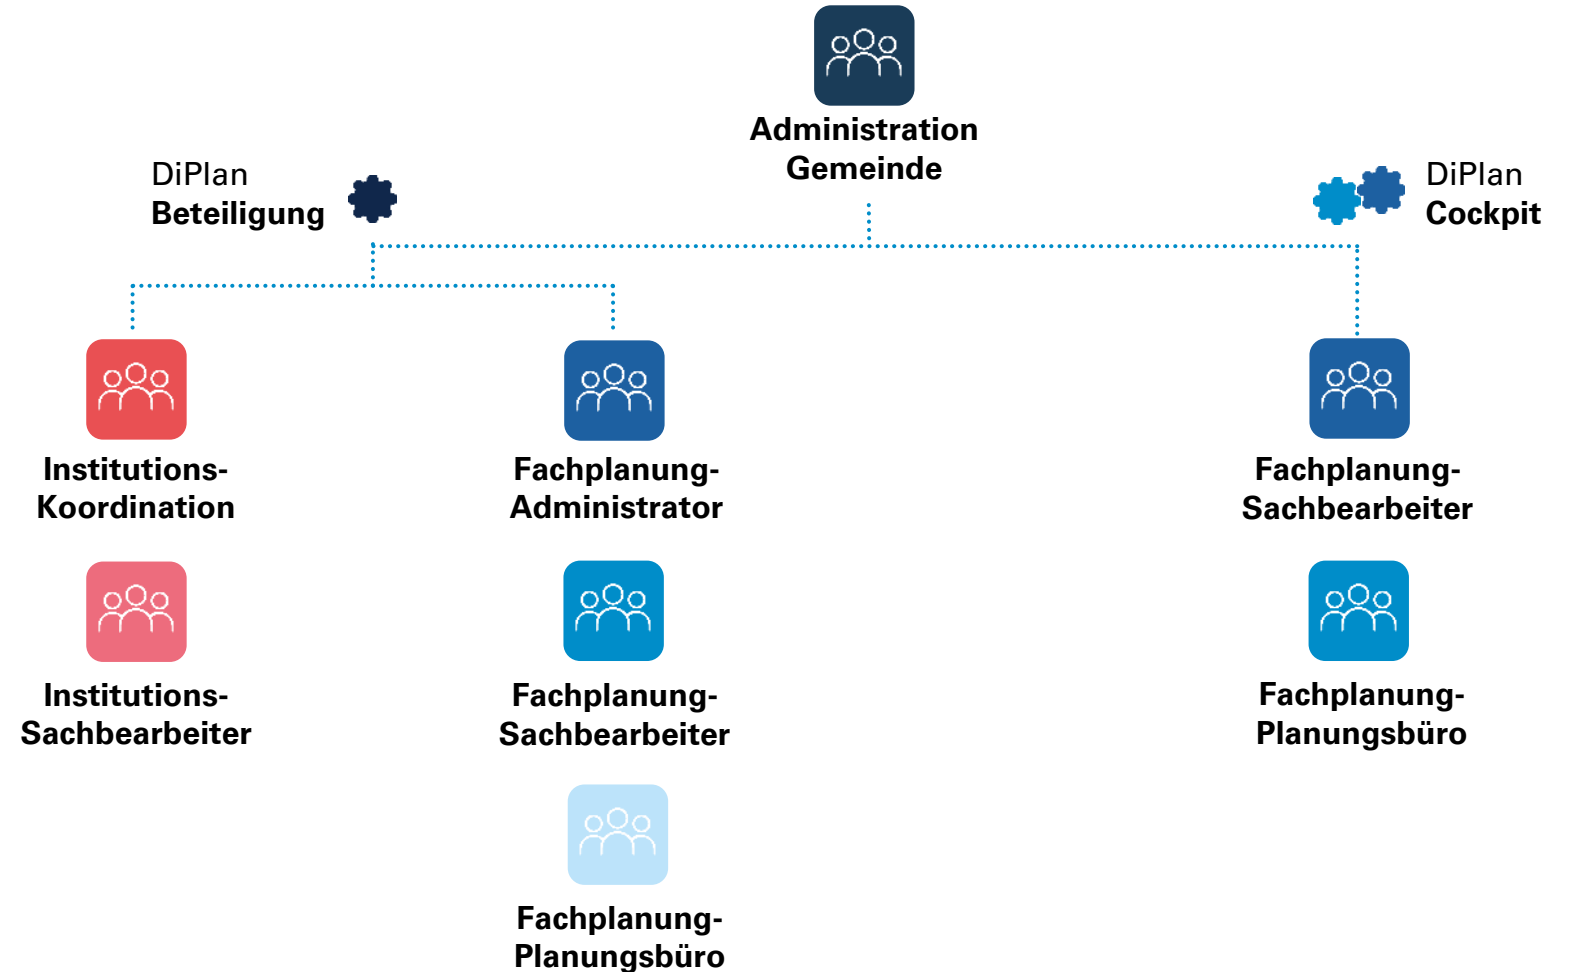 Administration
Gemeinde
DiPlan
Beteiligung
DiPlan
Cockpit
Institutions-
Koordination
Fachplanung-
Administrator
Fachplanung-
Sachbearbeiter
Institutions-
Sachbearbeiter
Fachplanung-
Sachbearbeiter
Fachplanung-
Planungsbüro
Fachplanung-
Planungsbüro